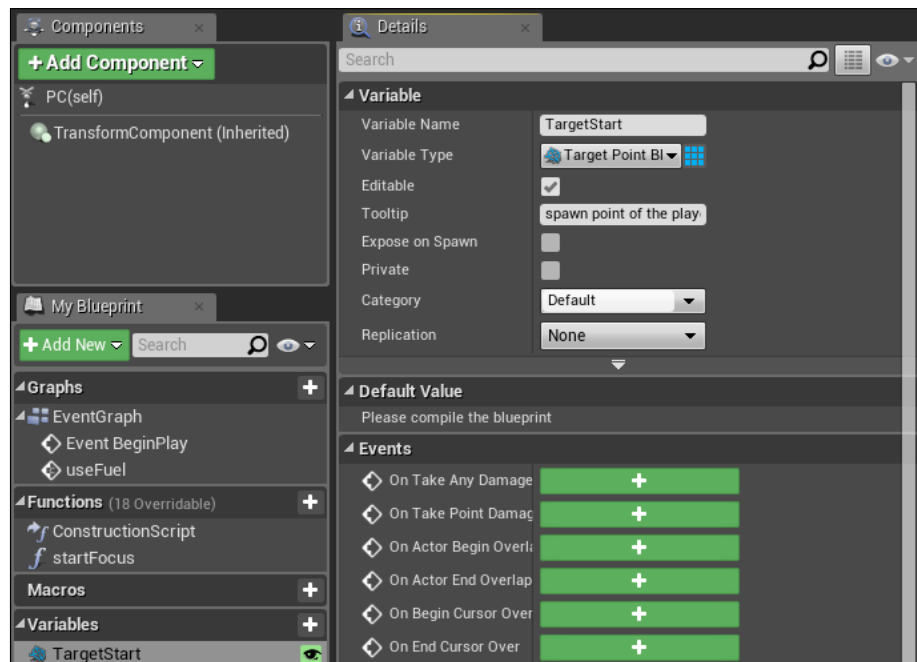 Components
+ Add Component
PC(self)
TransformComponent (Inherited)
My Blueprint
+ Add New
Search
Graphs
EventGraph
Event BeginPlay
useFuel
Functions (18 Overridable)
ConstructionScript
startFocus
Macros
Variables
TargetStart
Details
Search
Variable
Variable Name TargetStart
Variable Type Target Point Bl
Editable
Tooltip spawn point of the play
Expose on Spawn
Private
Category Default
Replication None
Default Value
Please compile the blueprint
Events
On Take Any Damage
On Take Point Damag
On Actor Begin Overla
On Actor End Overlap
On Begin Cursor Over
On End Cursor Over